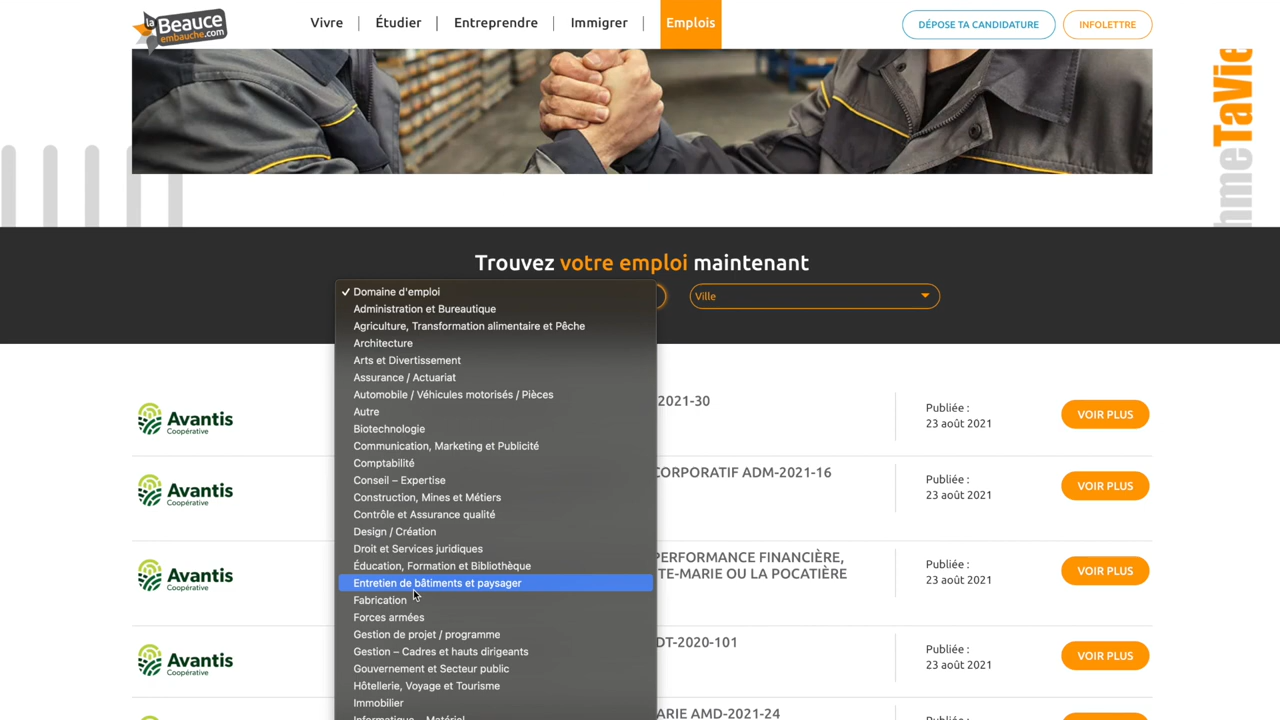 la Beauce
embauche.com
Vivre
Étudier
Entreprendre
Immigrer
Emplois
DÉPOSE TA CANDIDATURE
INFOLETTRE
hmeTaVie
Trouvez votre emploi maintenant
✓ Domaine d'emploi
Ville
Administration et Bureautique
Agriculture, Transformation alimentaire et Pêche
Architecture
Arts et Divertissement
Assurance / Actuariat
Automobile / Véhicules motorisés / Pièces
Autre
Biotechnologie
Communication, Marketing et Publicité
Comptabilité
Conseil – Expertise
Construction, Mines et Métiers
Contrôle et Assurance qualité
Design / Création
Droit et Services juridiques
Éducation, Formation et Bibliothèque
Entretien de bâtiments et paysager
Fabrication
Forces armées
Gestion de projet / programme
Gestion – Cadres et hauts dirigeants
Gouvernement et Secteur public
Hôtellerie, Voyage et Tourisme
Immobilier
Informatique – Matériel
Avantis
Coopérative
2021-30
Publiée :
23 août 2021
VOIR PLUS
Avantis
Coopérative
CORPORATIF ADM-2021-16
Publiée :
23 août 2021
VOIR PLUS
Avantis
Coopérative
PERFORMANCE FINANCIÈRE,
TE-MARIE OU LA POCATIÈRE
Publiée :
23 août 2021
VOIR PLUS
Avantis
Coopérative
DT-2020-101
Publiée :
23 août 2021
VOIR PLUS
ARIE AMD-2021-24
Publiée :